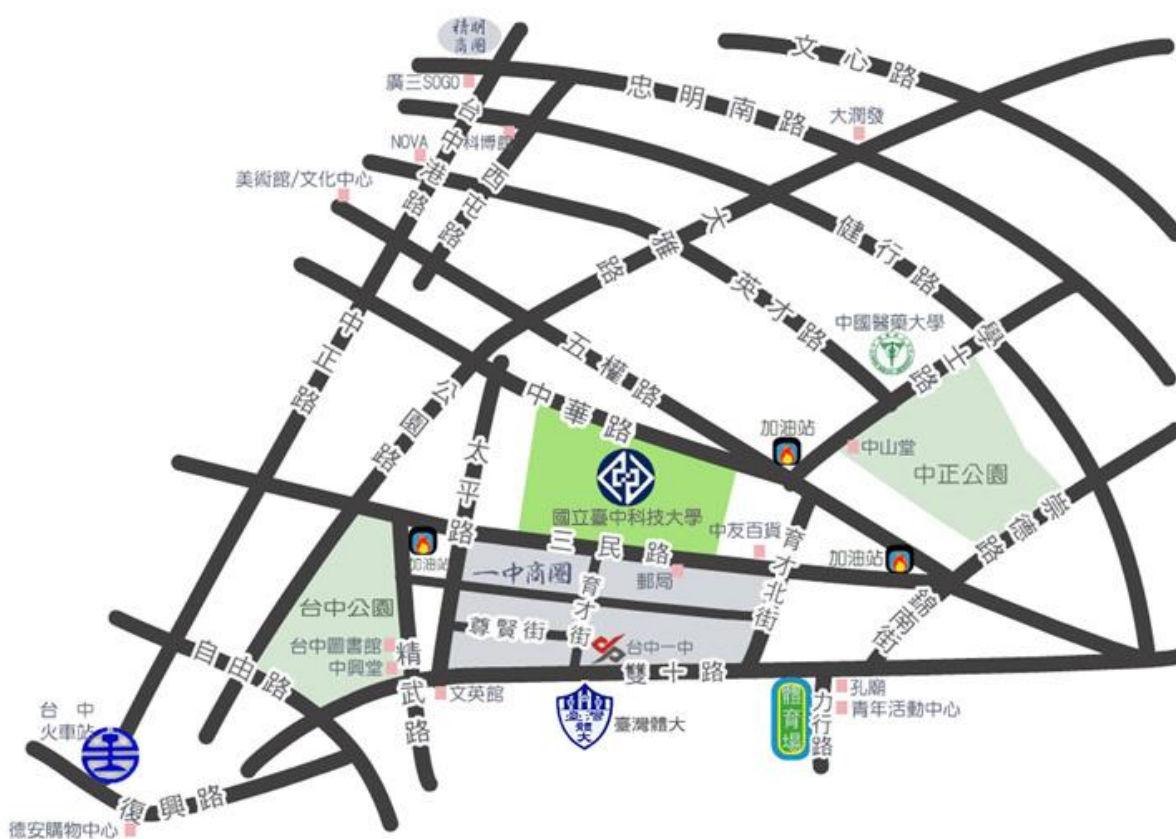 精明
商圈
廣三SOGO
文心路
忠明南路
台中港路
大潤發
NOVA
科博館
西屯路
美術館/文化中心
大雅路
健行路
英才路
中國醫藥大學
學士路
中正路
五權路
公園路
中華路
太平路
加油站
中山堂
中正公園
國立臺中科技大學
崇德路
中友百貨
三民路
育才北街
加油站
加油站
一中商圈
郵局
育才街
錦南街
台中公園
尊賢街
台中一中
台中圖書館
中興堂
精武路
自由路
雙十路
文英館
孔廟
青年活動中心
體育場
力行路
臺灣
體
大
臺灣體大
台中
火車站
復興路
德安購物中心